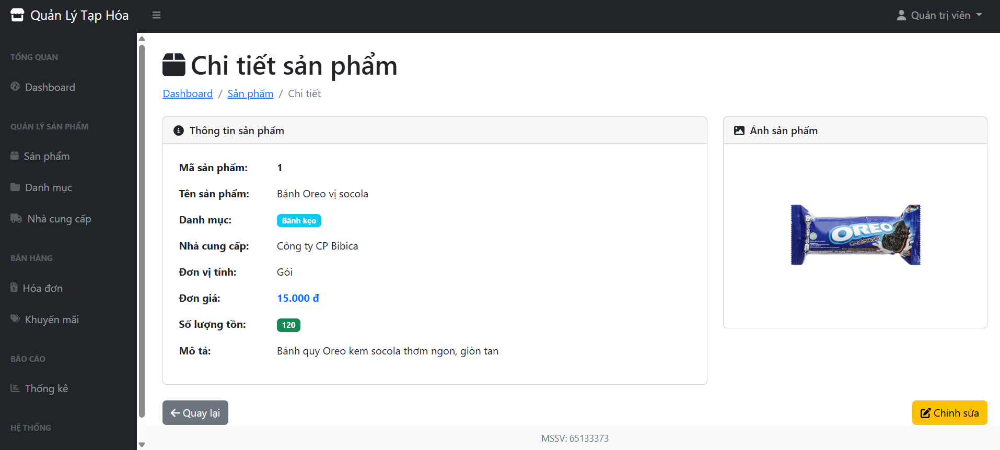 Quản Lý Tạp Hóa
Quản trị viên
TỔNG QUAN
Dashboard
QUẢN LÝ SẢN PHẨM
Sản phẩm
Danh mục
Nhà cung cấp
BÁN HÀNG
Hóa đơn
Khuyến mãi
BÁO CÁO
Thống kê
HỆ THỐNG
Chi tiết sản phẩm
Dashboard / Sản phẩm / Chi tiết
Thông tin sản phẩm
Mã sản phẩm: 1
Tên sản phẩm: Bánh Oreo vị socola
Danh mục: Bánh kẹo
Nhà cung cấp: Công ty CP Bibica
Đơn vị tính: Gói
Đơn giá: 15.000 đ
Số lượng tồn: 120
Mô tả: Bánh quy Oreo kem socola thơm ngon, giòn tan
Ảnh sản phẩm
OREO
Chocolate Creme
Quay lại
Chỉnh sửa
MSSV: 65133373